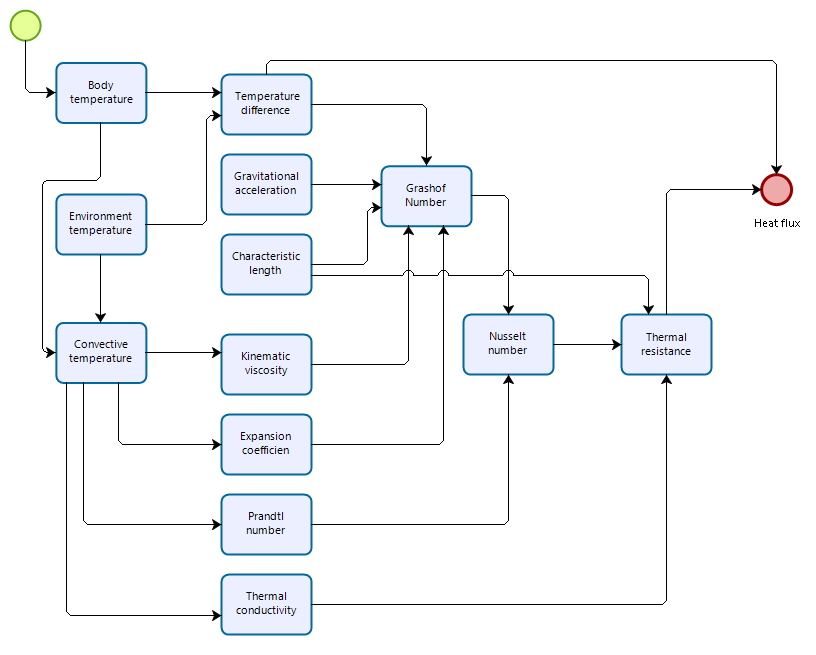 Body
temperature
Temperature
difference
Gravitational
acceleration
Grashof
Number
Environment
temperature
Heat flux
Characteristic
length
Convective
temperature
Kinematic
viscosity
Nusselt
number
Thermal
resistance
Expansion
coefficien
Prandtl
number
Thermal
conductivity